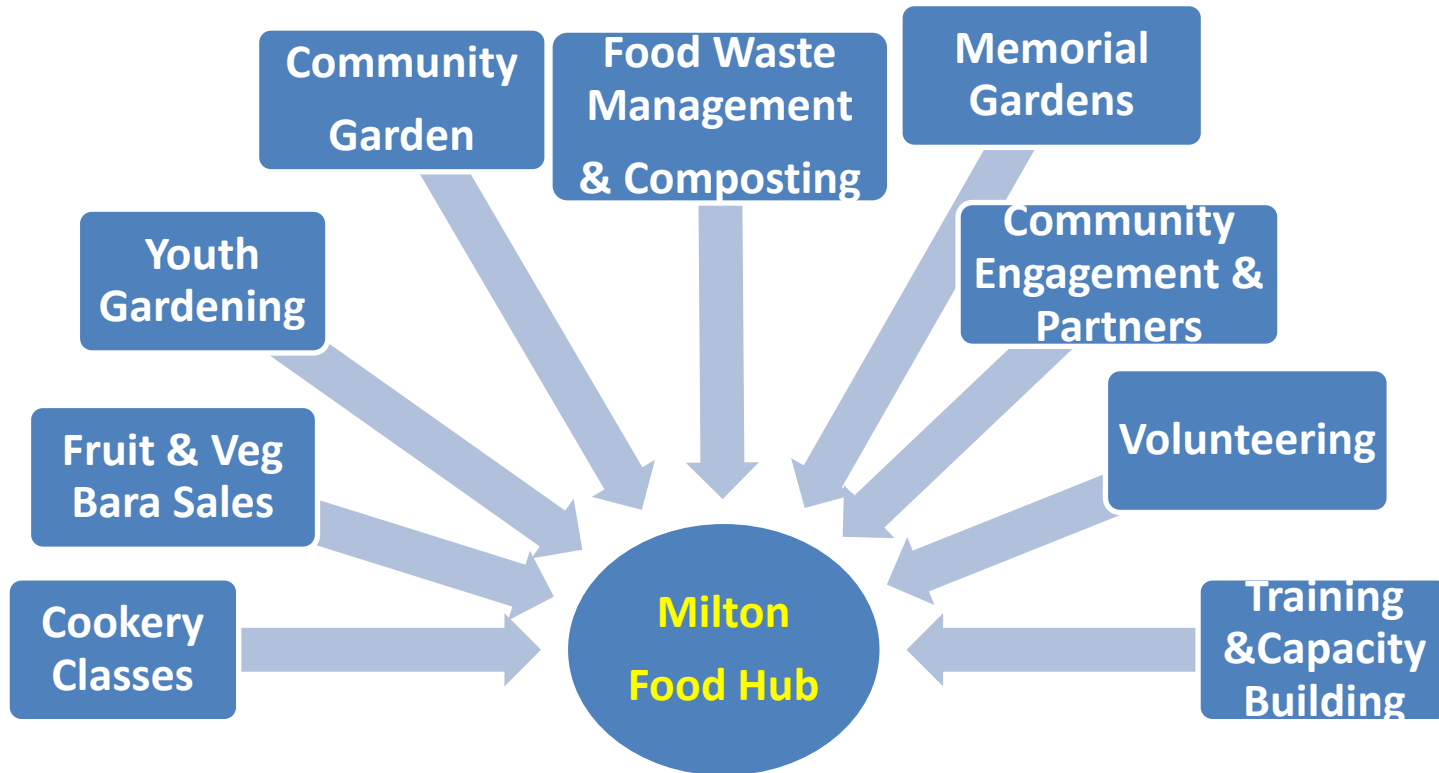 Community
Garden
Food Waste
Management
& Composting
Memorial
Gardens
Youth
Gardening
Community
Engagement &
Partners
Fruit & Veg
Bara Sales
Volunteering
Cookery
Classes
Milton
Food Hub
Training
&Capacity
Building